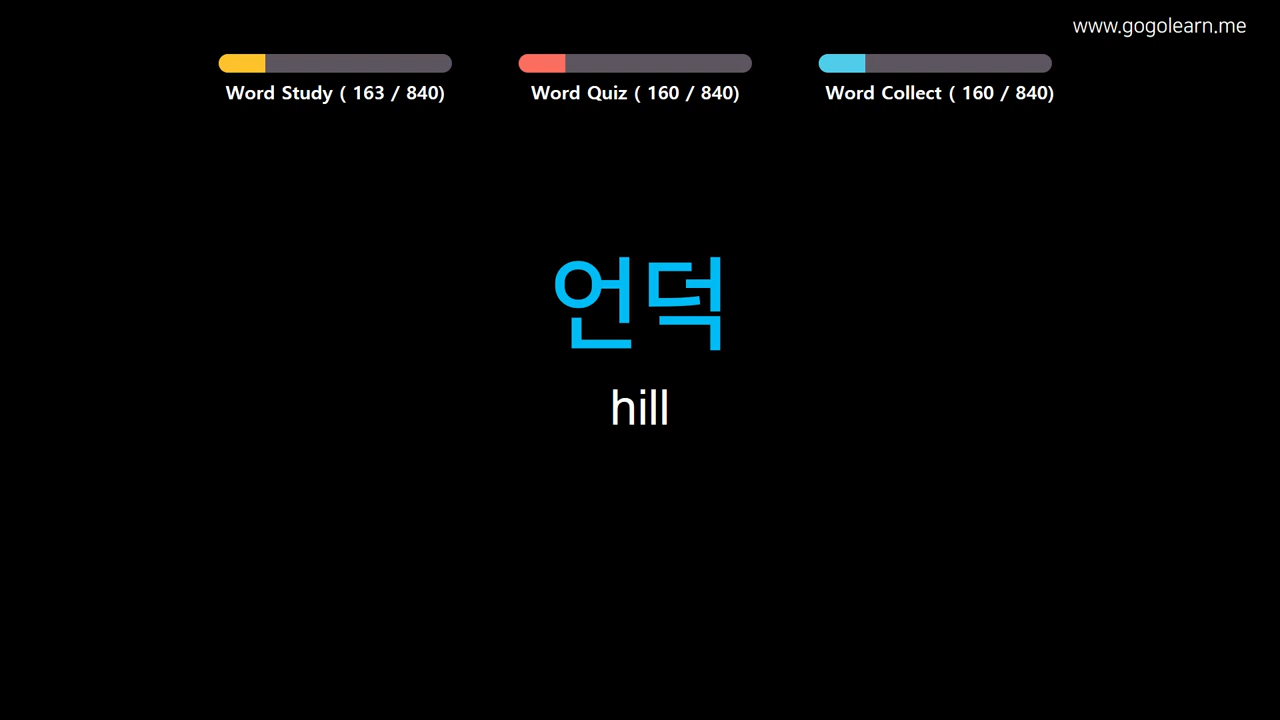 www.gogolearn.me
Word Study ( 163 / 840)
Word Quiz ( 160 / 840)
Word Collect ( 160 / 840)
언덕
hill